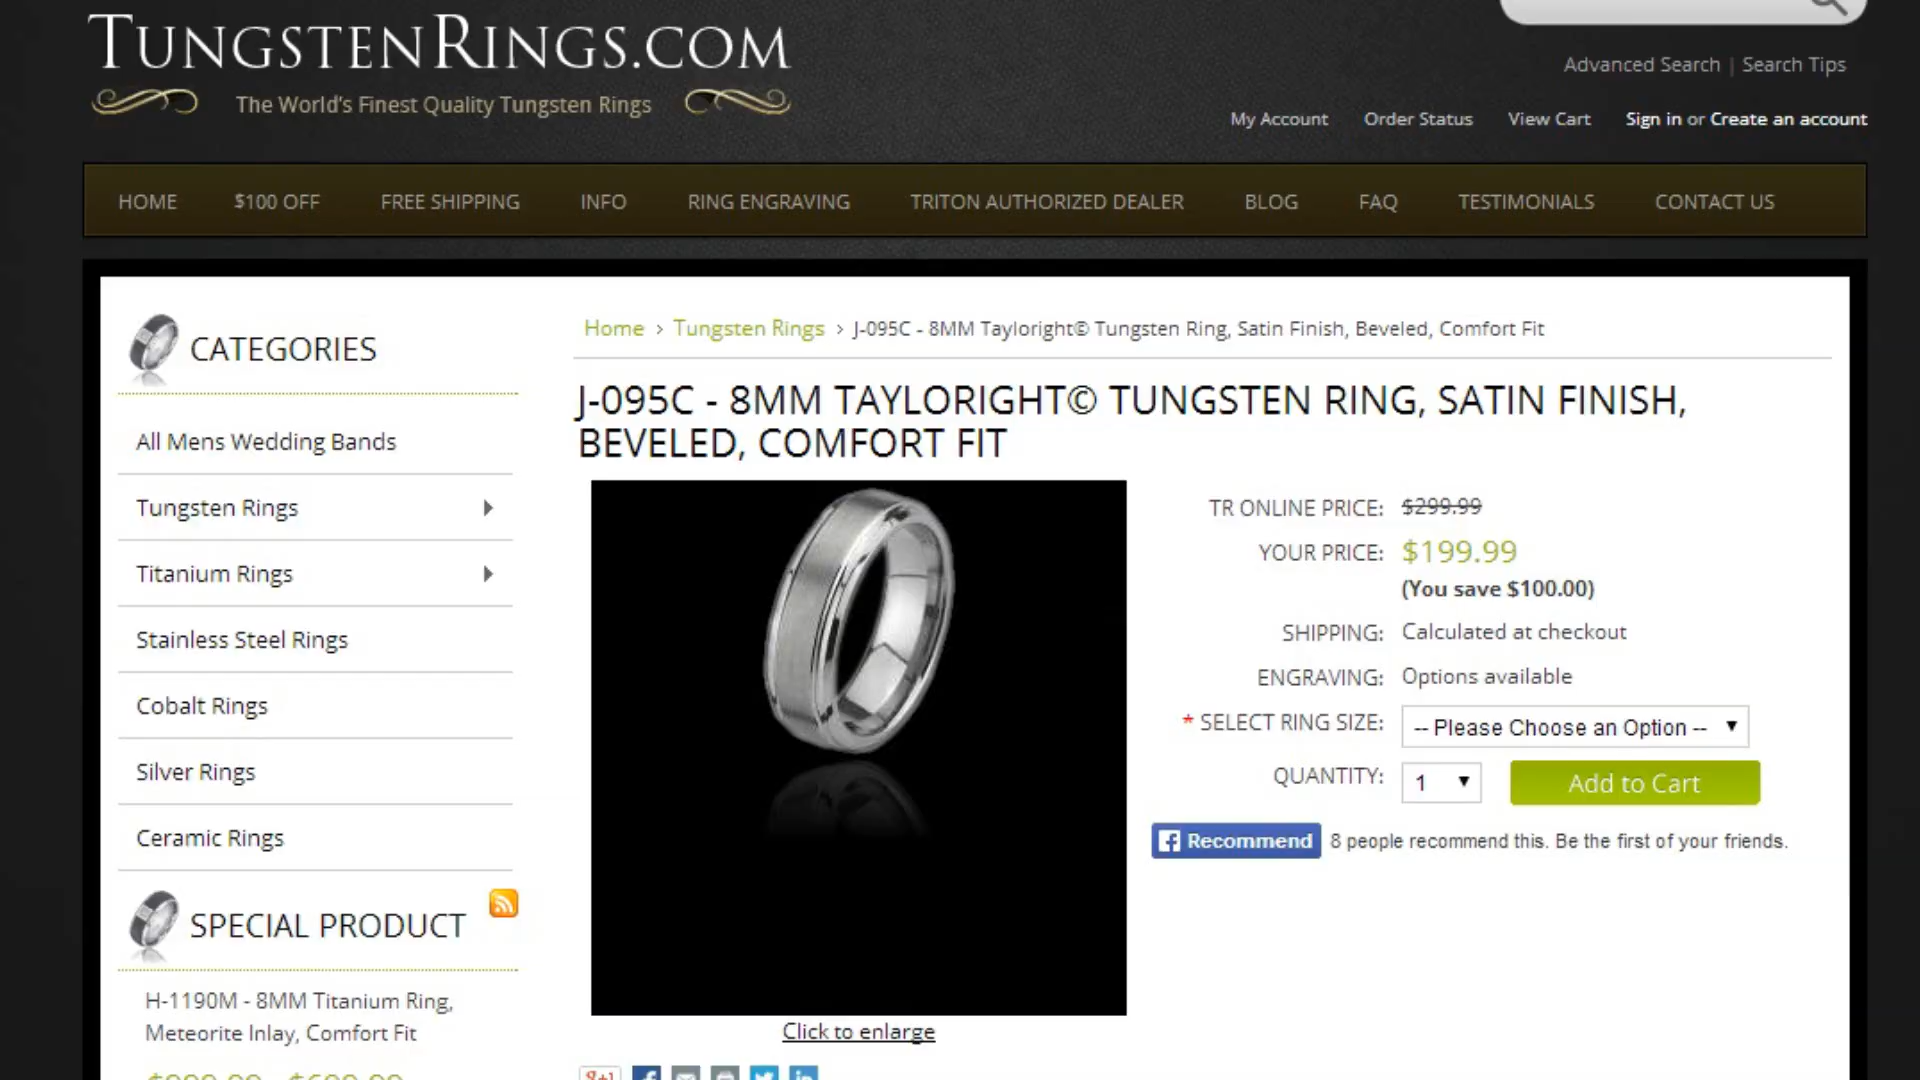 TUNGSTENRINGS.COM
The World's Finest Quality Tungsten Rings
Advanced Search | Search Tips
My Account Order Status View Cart Sign in or Create an account
HOME $100 OFF FREE SHIPPING INFO RING ENGRAVING TRITON AUTHORIZED DEALER BLOG FAQ TESTIMONIALS CONTACT US
Home › Tungsten Rings › J-095C - 8MM Tayloright© Tungsten Ring, Satin Finish, Beveled, Comfort Fit
CATEGORIES
All Mens Wedding Bands
Tungsten Rings
Titanium Rings
Stainless Steel Rings
Cobalt Rings
Silver Rings
Ceramic Rings
SPECIAL PRODUCT
H-1190M - 8MM Titanium Ring,
Meteorite Inlay, Comfort Fit
J-095C - 8MM TAYLORIGHT© TUNGSTEN RING, SATIN FINISH,
BEVELED, COMFORT FIT
Click to enlarge
TR ONLINE PRICE: $299.99
YOUR PRICE: $199.99
(You save $100.00)
SHIPPING: Calculated at checkout
ENGRAVING: Options available
* SELECT RING SIZE: -- Please Choose an Option --
QUANTITY: 1 Add to Cart
Recommend 8 people recommend this. Be the first of your friends.